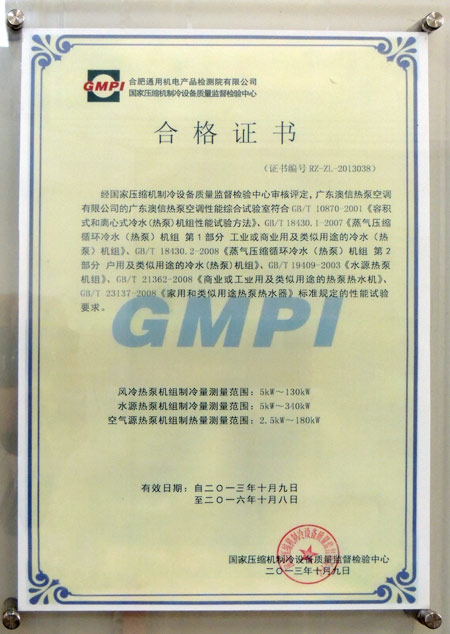 GMPI
合肥通用机电产品检测院有限公司
国家压缩机制冷设备质量监督检验中心
合格证书
（证书编号 RZ-ZL-2013038）
经国家压缩机制冷设备质量监督检验中心审核评定，广东澳信热泵空调
有限公司的广东澳信热泵空调性能综合试验室符合 GB/T 10870-2001《容积
式和离心式冷水(热泵)机组性能试验方法》、GB/T 18430.1-2007《蒸气压缩
循环冷水（热泵）机组 第 1 部分 工业或商业用及类似用途的冷水（热
泵）机组》、GB/T 18430.2-2008《蒸气压缩循环冷水（热泵）机组 第 2
部分 户用及类似用途的冷水(热泵)机组》、GB/T19409-2003《水源热泵
机组》、GB/T 21362-2008《商业或工业用及类似用途的热泵热水机》、
GB/T 23137-2008《家用和类似用途热泵热水器》标准规定的性能试验
要求。
GMPI
风冷热泵机组制冷量测量范围：5kW～130kW
水源热泵机组制冷量测量范围：5kW～340kW
空气源热泵机组制热量测量范围：2.5kW～180kW
有效日期：自二〇一三年十月九日
至二〇一六年十月八日
国家压缩机制冷设备质量监督检验中心
二〇一三年十月九日